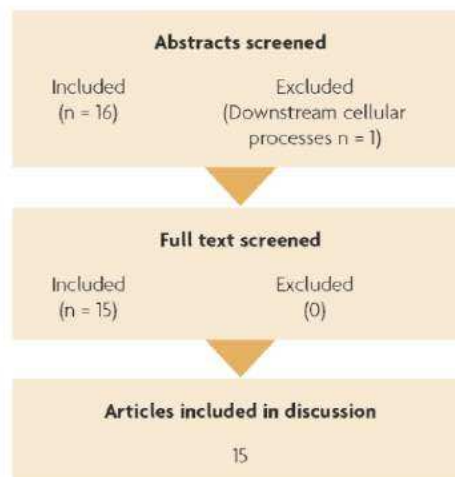 Abstracts screened
Included Excluded
(n = 16) (Downstream cellular
processes n = 1)
Full text screened
Included Excluded
(n = 15) (0)
Articles included in discussion
15